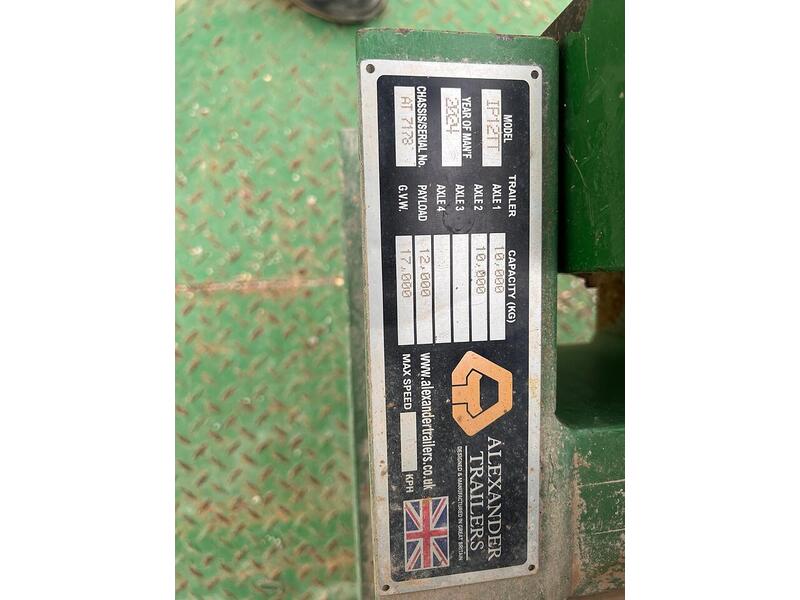 MODEL
IP12TT
YEAR OF MAN'F
2024
CHASSIS/SERIAL No.
AT 7178
TRAILER CAPACITY (KG)
AXLE 1 10,000
AXLE 2 10,000
AXLE 3
AXLE 4
PAYLOAD 12,000
G.V.W. 17,000
ALEXANDER
TRAILERS
DESIGNED & MANUFACTURED IN GREAT BRITAIN
www.alexandertrailers.co.uk
MAX SPEED KPH